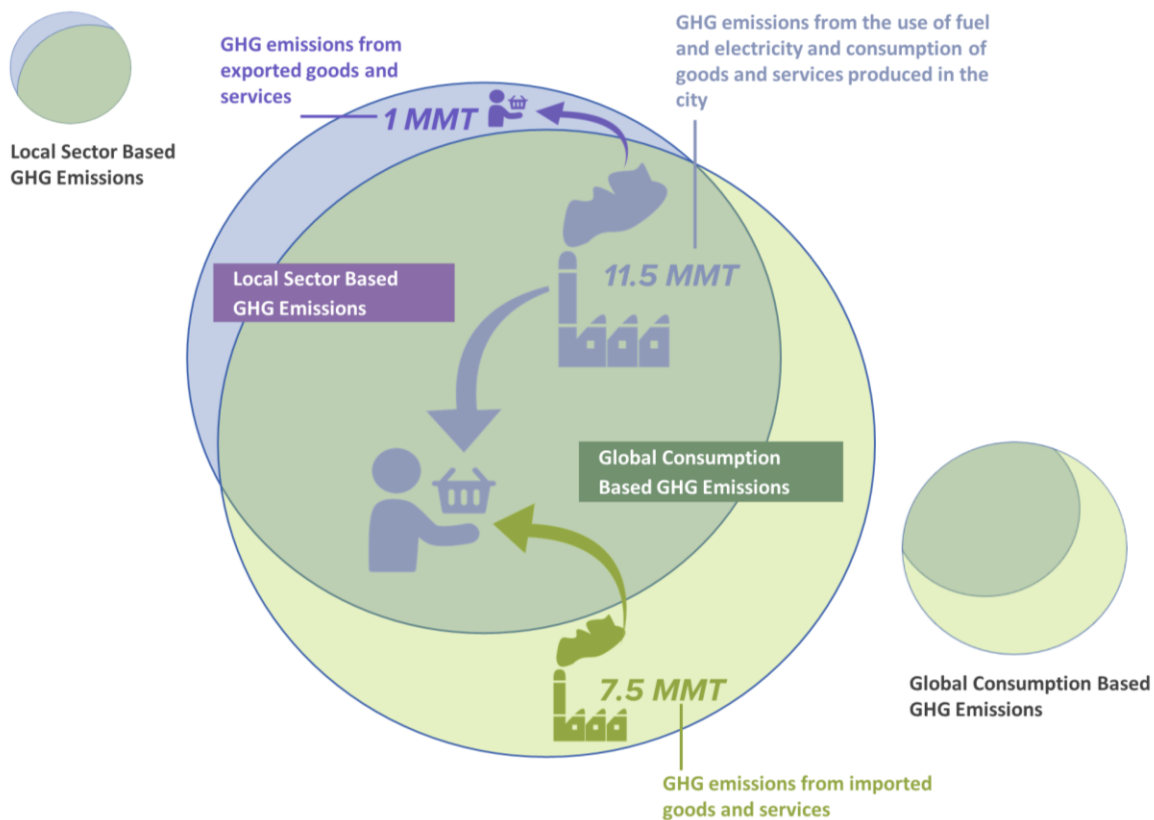 GHG emissions from the use of fuel
and electricity and consumption of
goods and services produced in the
city
GHG emissions from
exported goods and
services
1 MMT
Local Sector Based
GHG Emissions
11.5 MMT
Local Sector Based
GHG Emissions
Global Consumption
Based GHG Emissions
7.5 MMT
Global Consumption Based
GHG Emissions
GHG emissions from imported
goods and services